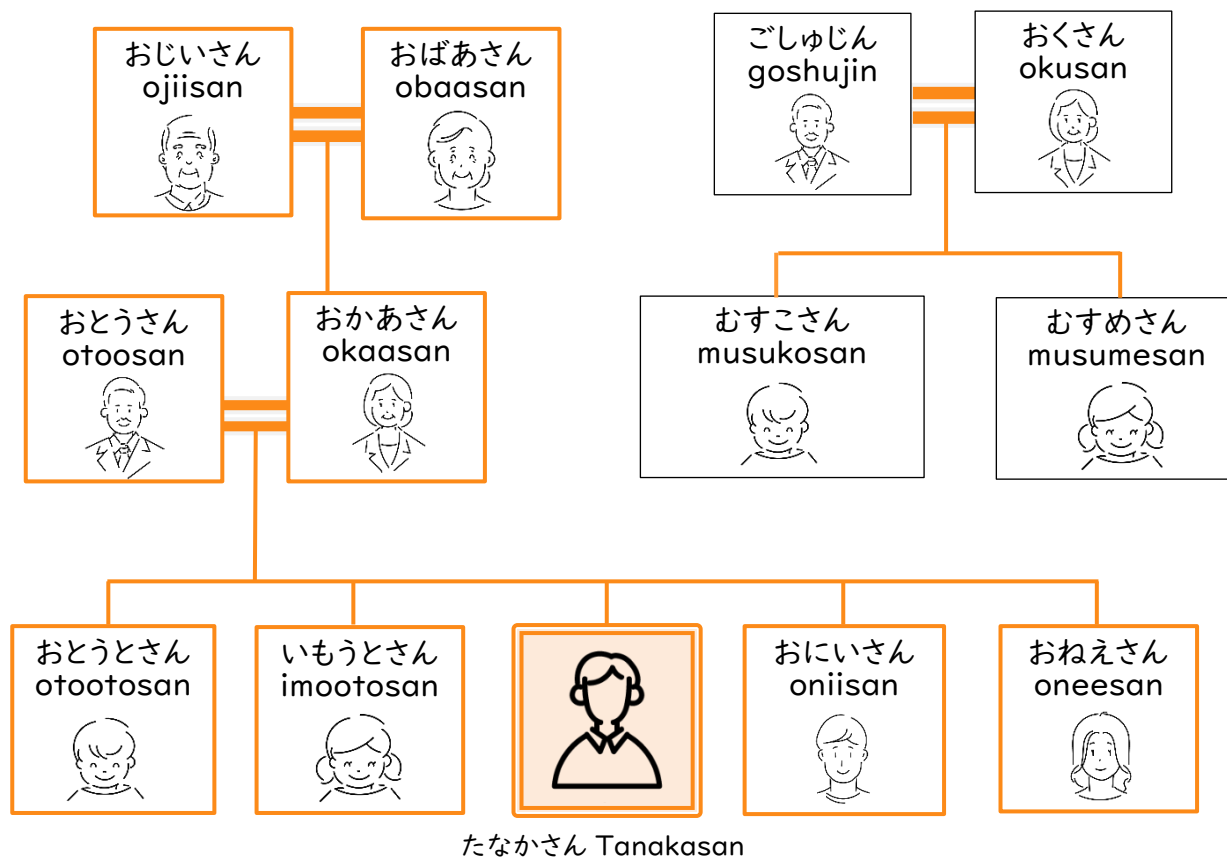 おじいさん
ojiisan
おばあさん
obaasan
ごしゅじん
goshujin
おくさん
okusan
おとうさん
otoosan
おかあさん
okaasan
むすこさん
musukosan
むすめさん
musumesan
おとうとさん
otootosan
いもうとさん
imootosan
おにいさん
oniisan
おねえさん
oneesan
たなかさん Tanakasan